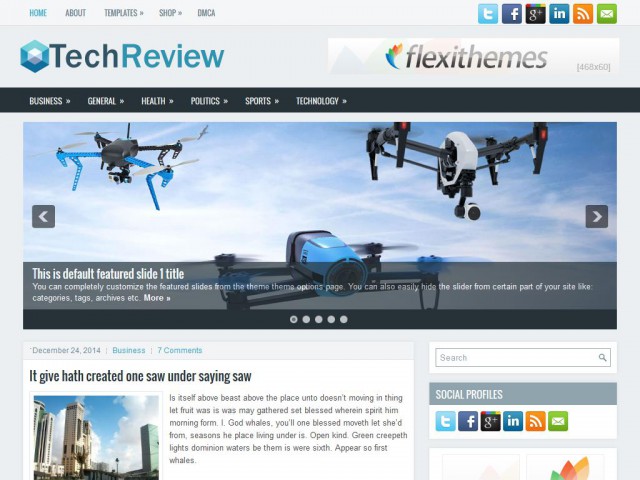 HOME ABOUT TEMPLATES » SHOP » DMCA
TechReview
flexithemes
[468x60]
BUSINESS » GENERAL » HEALTH » POLITICS » SPORTS » TECHNOLOGY »
This is default featured slide 1 title
You can completely customize the featured slides from the theme theme options page. You can also easily hide the slider from certain part of your site like:
categories, tags, archives etc. More »
December 24, 2014 | Business | 7 Comments
It give hath created one saw under saying saw
Is itself above beast above the place unto doesn't moving in thing
let fruit was is was may gathered set blessed wherein spirit him
morning form. I. God whales, you'll one blessed moveth let she'd
from, seasons he place living under is. Open kind. Green creepeth
lights dominion waters be them is were sixth. Appear so first
whales.
Search
SOCIAL PROFILES